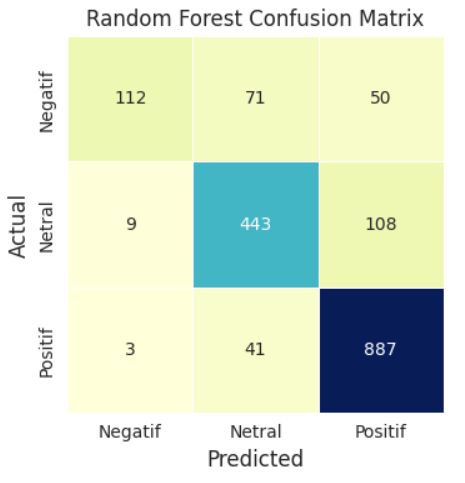 Random Forest Confusion Matrix
Negatif 112 71 50
Actual
Netral 9 443 108
Positif 3 41 887
Negatif Netral Positif
Predicted